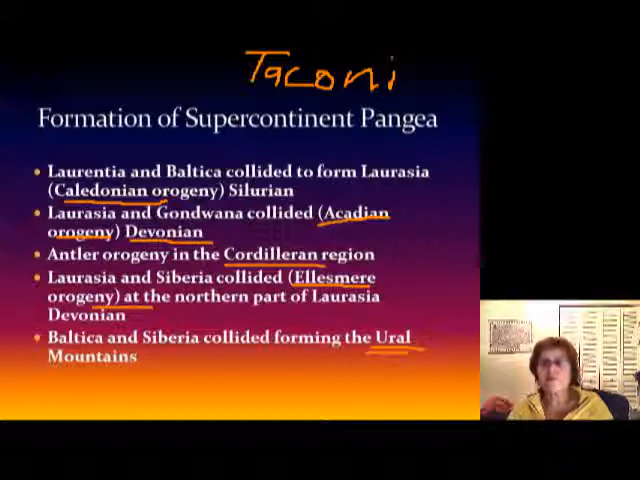 Taconi
Formation of Supercontinent Pangea
• Laurentia and Baltica collided to form Laurasia
(Caledonian orogeny) Silurian
• Laurasia and Gondwana collided (Acadian
orogeny) Devonian
• Antler orogeny in the Cordilleran region
• Laurasia and Siberia collided (Ellesmere
orogeny) at the northern part of Laurasia
Devonian
• Baltica and Siberia collided forming the Ural
Mountains